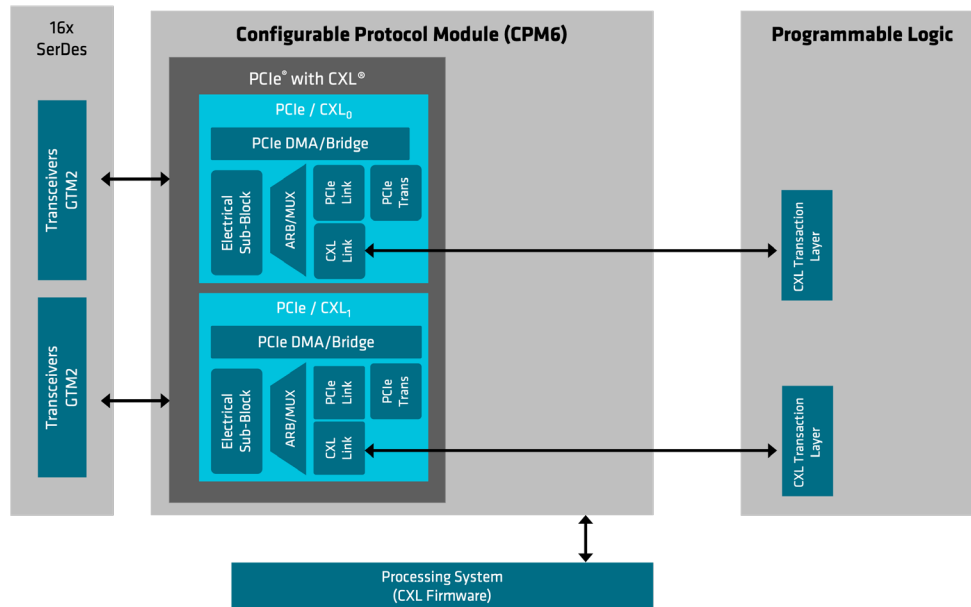 16x
SerDes
Configurable Protocol Module (CPM6)
Programmable Logic
PCIe® with CXL®
PCIe / CXL₀
PCIe DMA/Bridge
Transceivers
GTM2
Electrical
Sub-Block
ARB/MUX
PCIe
Link
PCIe
Trans
CXL
Link
CXL Transaction
Layer
PCIe / CXL₁
PCIe DMA/Bridge
Transceivers
GTM2
Electrical
Sub-Block
ARB/MUX
PCIe
Link
PCIe
Trans
CXL
Link
CXL Transaction
Layer
Processing System
(CXL Firmware)